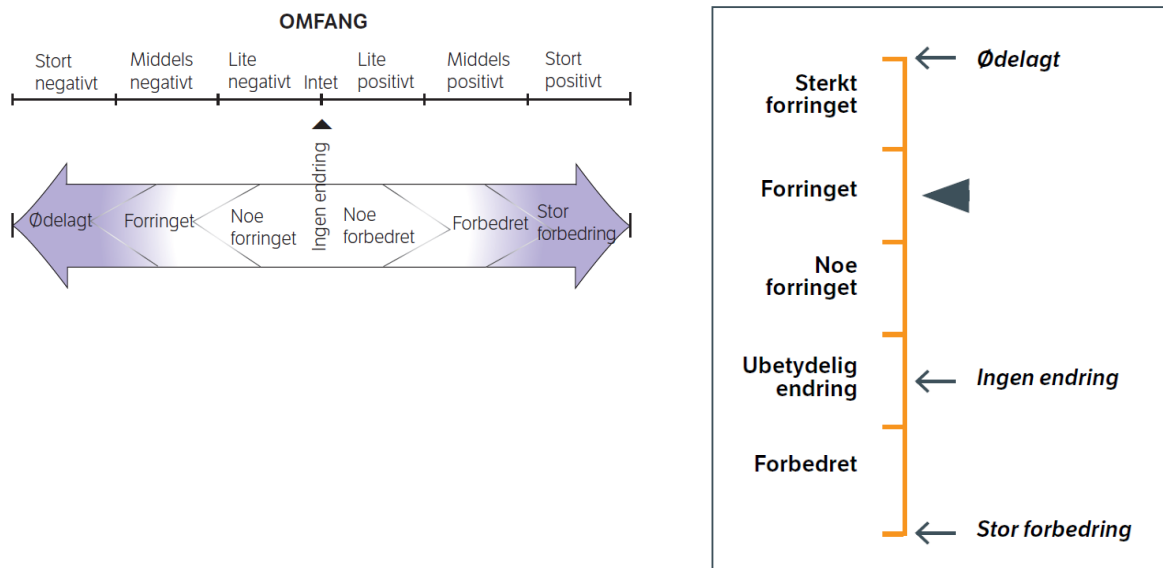 OMFANG
Stort
negativt
Middels
negativt
Lite
negativt
Intet
Lite
positivt
Middels
positivt
Stort
positivt
Ødelagt
Forringet
Noe
forringet
Ingen endring
Noe
forbedret
Forbedret
Stor
forbedring
Ødelagt
Sterkt
forringet
Forringet
Noe
forringet
Ubetydelig
endring
Ingen endring
Forbedret
Stor forbedring